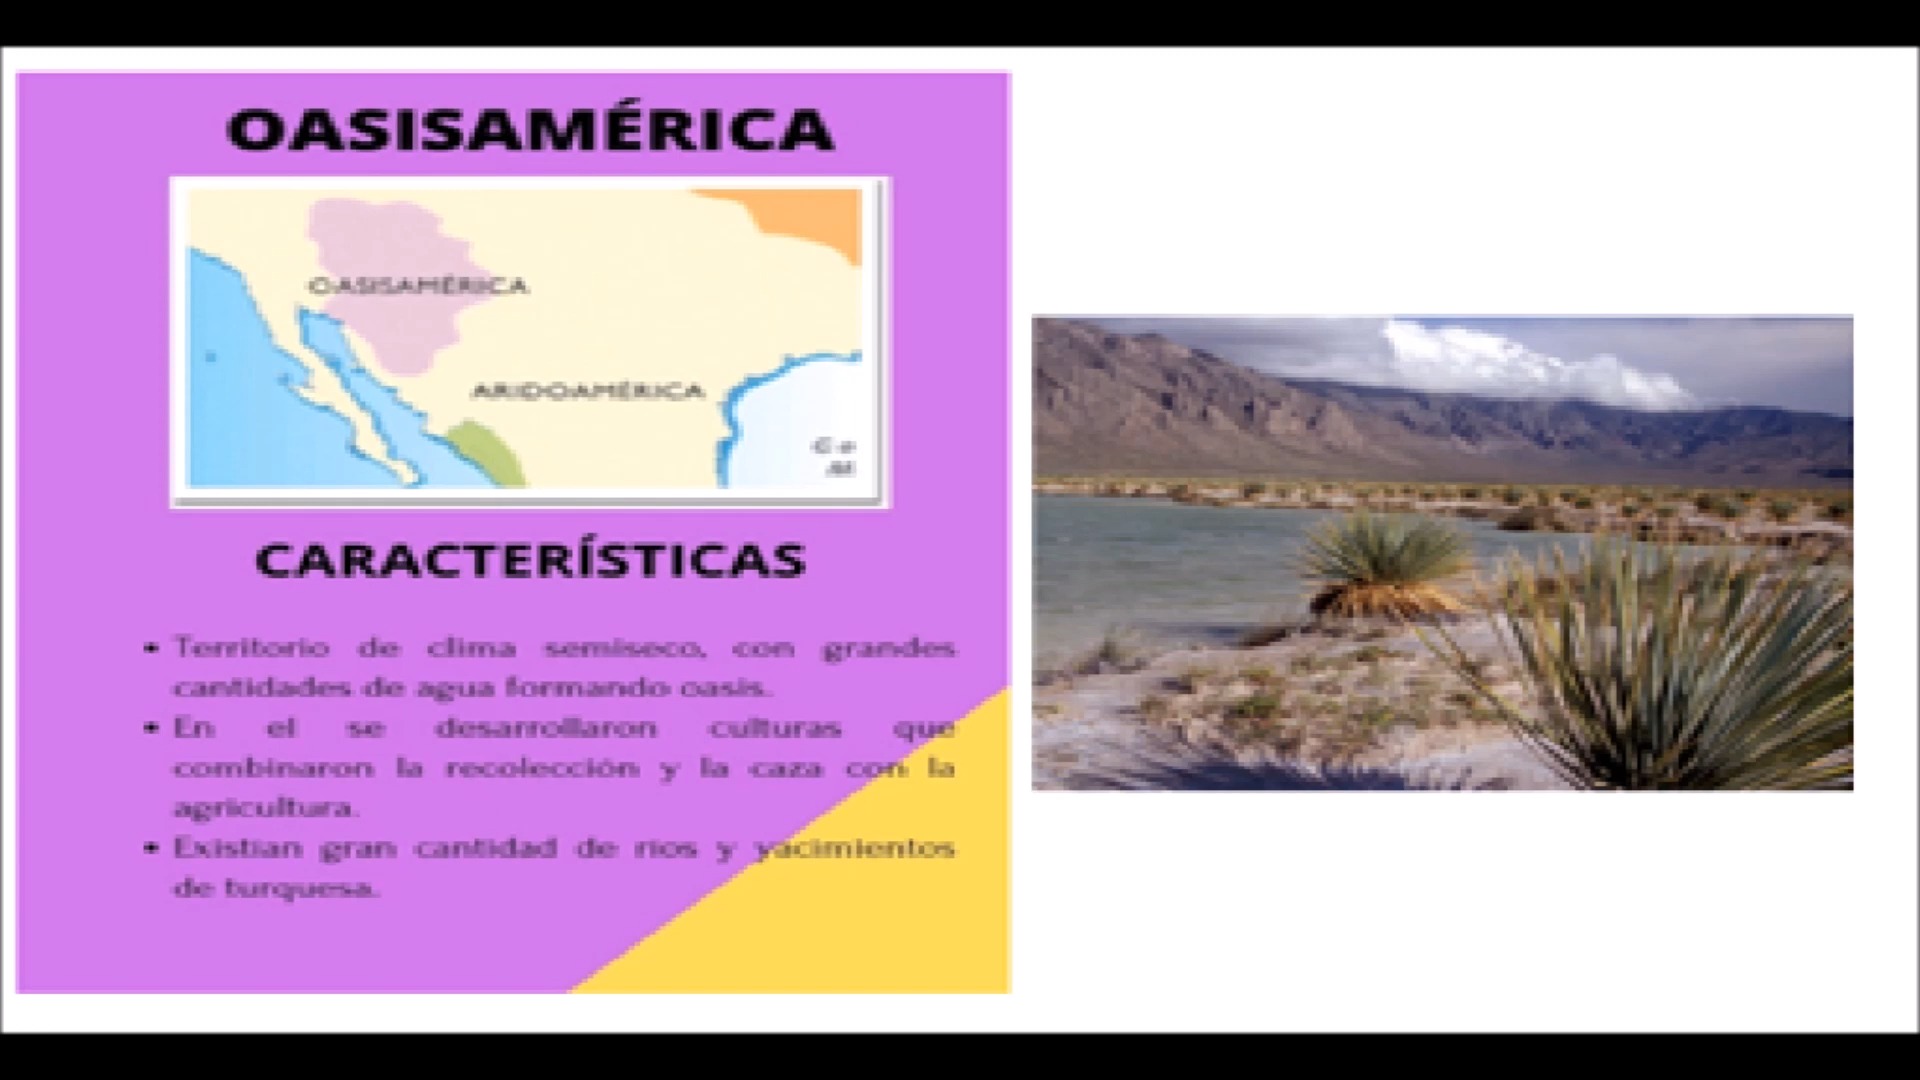 OASISAMÉRICA
OASISAMÉRICA
ARIDOAMÉRICA
CARACTERÍSTICAS
• Territorio de clima semiseco, con grandes
cantidades de agua formando oasis.
• En el se desarrollaron culturas que
combinaron la recolección y la caza con la
agricultura.
• Existian gran cantidad de rios y yacimientos
de turquesa.